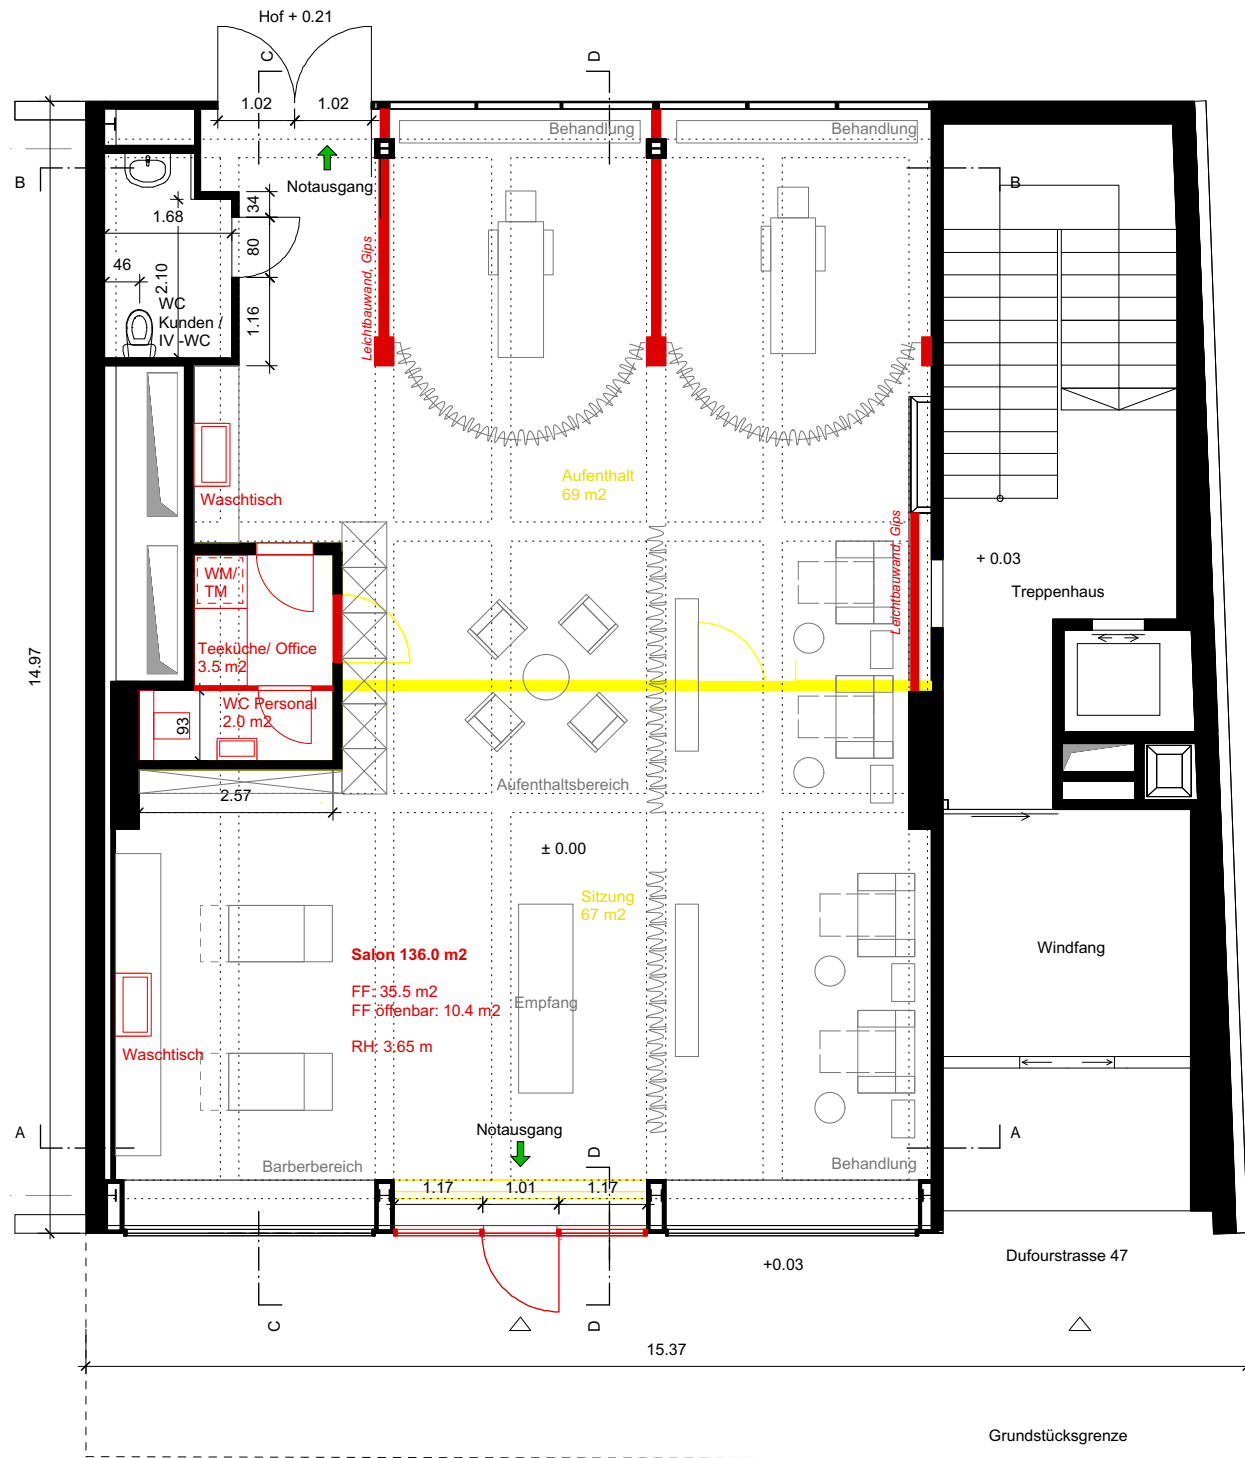 Hof + 0.21
C
D
1.02
1.02
Behandlung
Behandlung
B
B
Notausgang
1.68
34
80
46
2.10
WC
Kunden /
IV -WC
1.16
Leichtbauwand, Gips
Aufenthalt
69 m2
Waschtisch
Leichtbauwand, Gips
+ 0.03
Treppenhaus
WM/
TM
Teeküche/ Office
3.5 m2
14.97
WC Personal
2.0 m2
93
Aufenthaltsbereich
2.57
± 0.00
Sitzung
67 m2
Salon 136.0 m2
FF: 35.5 m2
FF öffenbar: 10.4 m2
RH: 3.65 m
Empfang
Windfang
Waschtisch
A
A
Notausgang
Barberbereich
D
Behandlung
1.17
1.01
1.17
+0.03
Dufourstrasse 47
C
D
15.37
Grundstücksgrenze